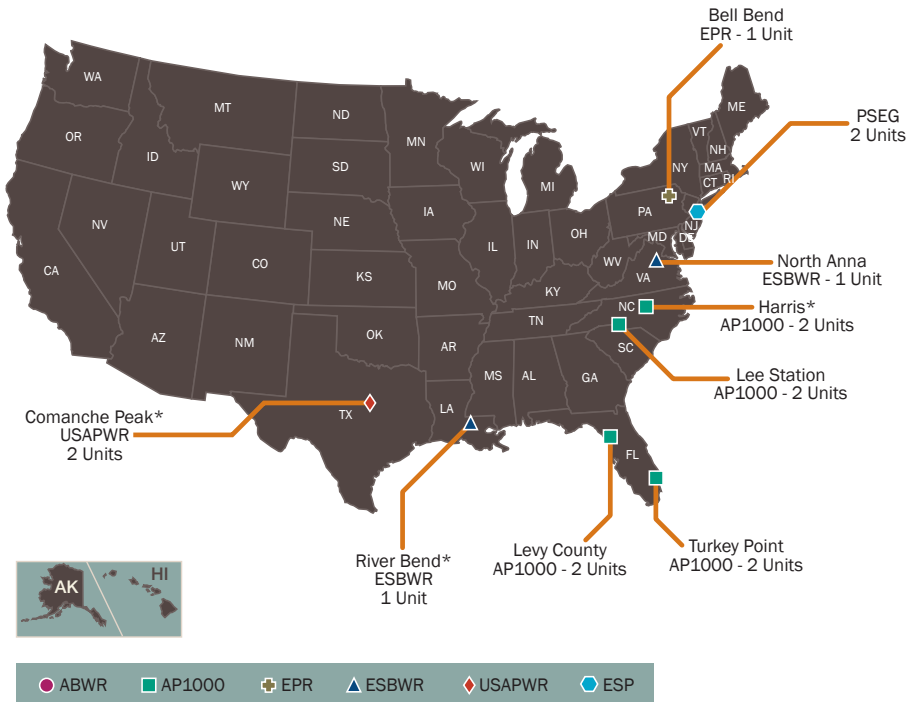 Bell Bend
EPR - 1 Unit
PSEG
2 Units
WA
MT
ND
MN
ME
OR
ID
WY
SD
WI
MI
VT
NH
NY
MA
CT
RI
NV
UT
CO
NE
IA
IL
IN
OH
PA
NJ
MD
DE
CA
KS
MO
KY
WV
VA
North Anna
ESBWR - 1 Unit
AZ
NM
OK
AR
TN
NC
Harris*
AP1000 - 2 Units
SC
MS
AL
GA
Lee Station
AP1000 - 2 Units
TX
LA
FL
Comanche Peak*
USAPWR
2 Units
River Bend*
ESBWR
1 Unit
Levy County
AP1000 - 2 Units
Turkey Point
AP1000 - 2 Units
AK
HI
ABWR
AP1000
EPR
ESBWR
USAPWR
ESP